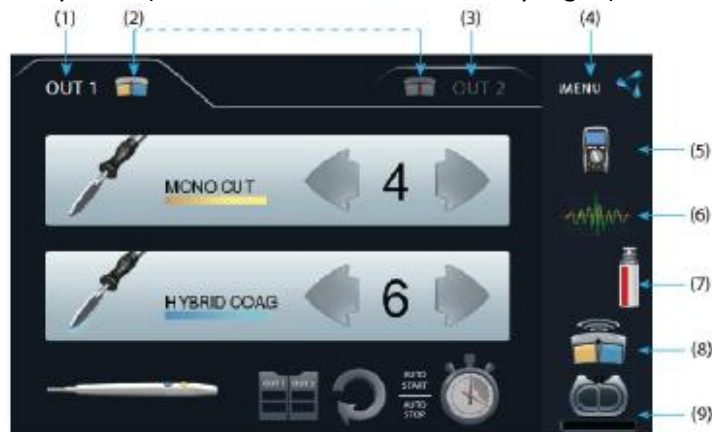 (1) (2) (3) (4)
OUT 1 OUT 2 MENU
(5)
MONO CUT 4
(6)
(7)
HYBRID COAG 6
(8)
OUT 1 OUT 2 AUTO START
AUTO STOP
(9)